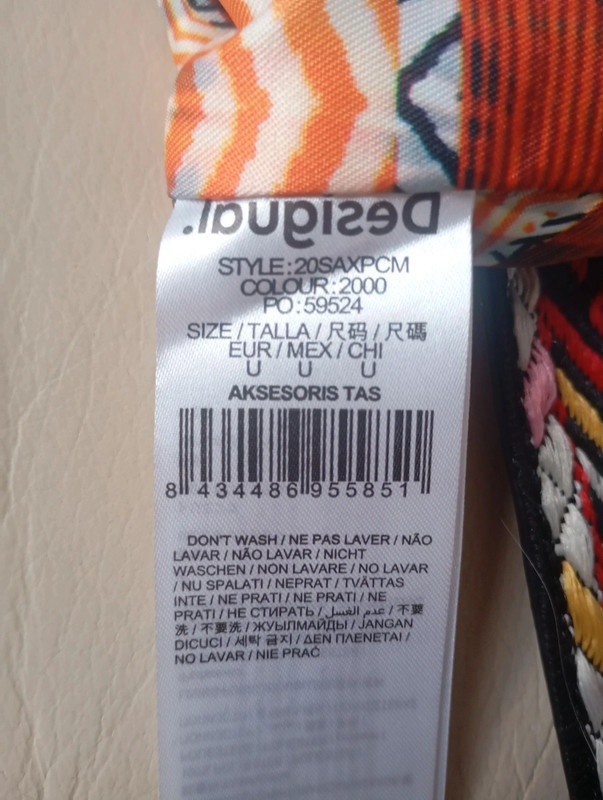 Desigual.
STYLE:20SAXPCM
COLOUR:2000
PO:59524
SIZE / TALLA / 尺码 / 尺碼
EUR / MEX / CHI
U U U
AKSESORIS TAS
8 434486 955851
DON'T WASH / NE PAS LAVER / NÃO
LAVAR / NÃO LAVAR / NICHT
WASCHEN / NON LAVARE / NO LAVAR
/ NU SPALATI / NEPRAT / TVÄTTAS
INTE / NE PRATI / NE PRATI / NE
PRATI / НЕ СТИРАТЬ / عدم الغسل / 不要
洗 / 不要洗 / ЖУЫЛМАЙДЫ / JANGAN
DICUCI / 세탁 금지 / ΔΕΝ ΠΛΕΝΕΤΑΙ /
NO LAVAR / NIE PRAĆ